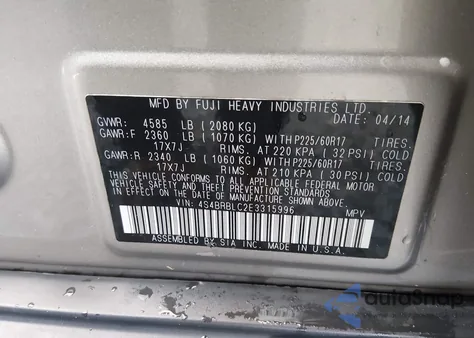 MFD BY FUJI HEAVY INDUSTRIES LTD.
DATE: 04/14
GVWR: 4585 LB (2080 KG)
GAWR:F 2360 LB (1070 KG) WITH P225/60R17 TIRES,
17X7J RIMS, AT 220 KPA (32 PSI) COLD
GAWR:R 2340 LB (1060 KG) WITH P225/60R17 TIRES,
17X7J RIMS, AT 210 KPA (30 PSI) COLD
THIS VEHICLE CONFORMS TO ALL APPLICABLE FEDERAL MOTOR
VEHICLE SAFETY AND THEFT PREVENTION STANDARDS
IN EFFECT ON THE DATE OF MANUFACTURE SHOWN ABOVE.
VIN: 4S4BRBLC2E3315996 MPV
ASSEMBLED BY SIA INC. MADE IN U.S.A.